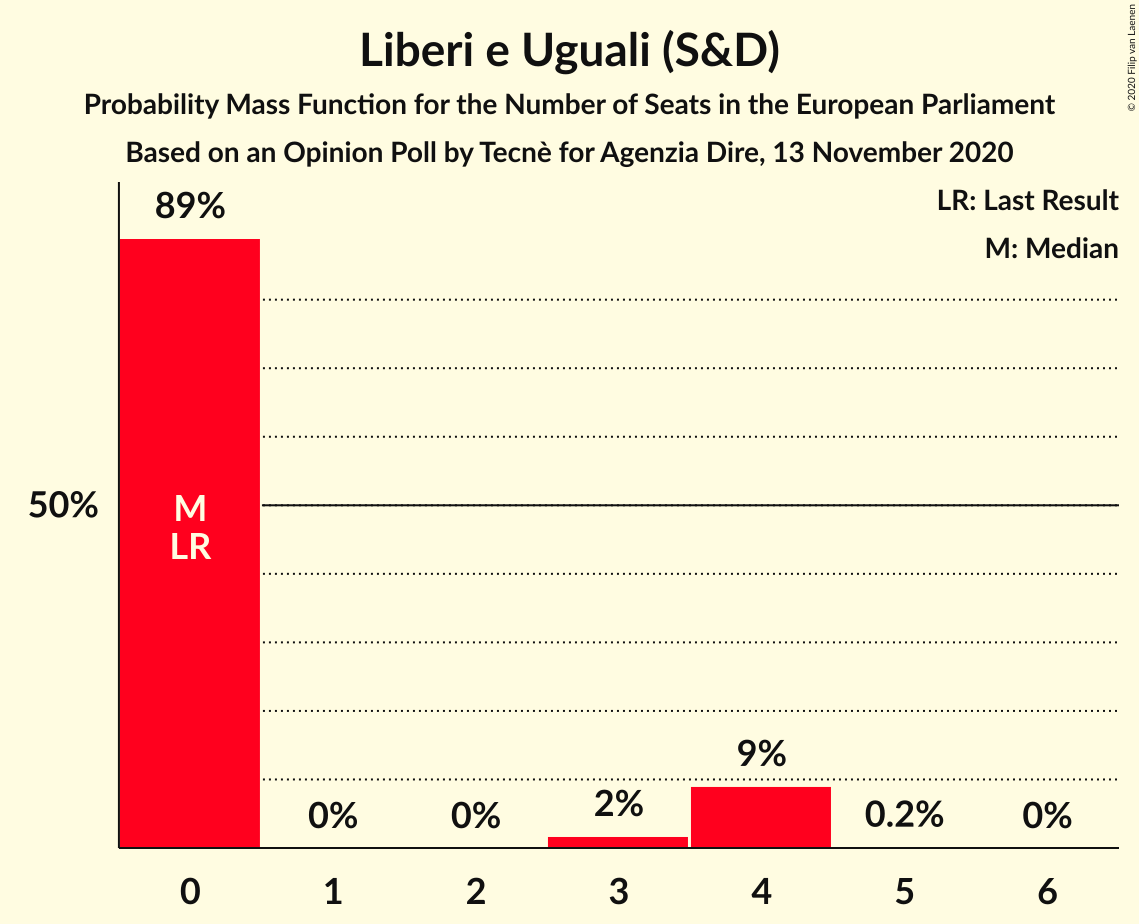 Liberi e Uguali (S&D)
Probability Mass Function for the Number of Seats in the European Parliament
Based on an Opinion Poll by Tecnè for Agenzia Dire, 13 November 2020
© 2020 Filip van Laenen
LR: Last Result
M: Median
89%
50%
M
LR
0%
0%
2%
9%
0.2%
0%
0
1
2
3
4
5
6